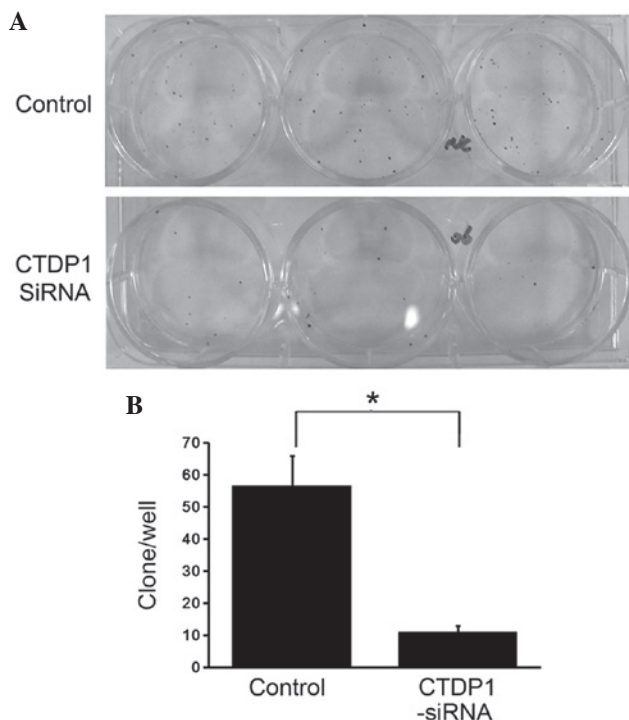 A
Control
CTDP1
SiRNA
B
*
70
60
50
40
30
20
10
0
Clone/well
Control
CTDP1
-siRNA